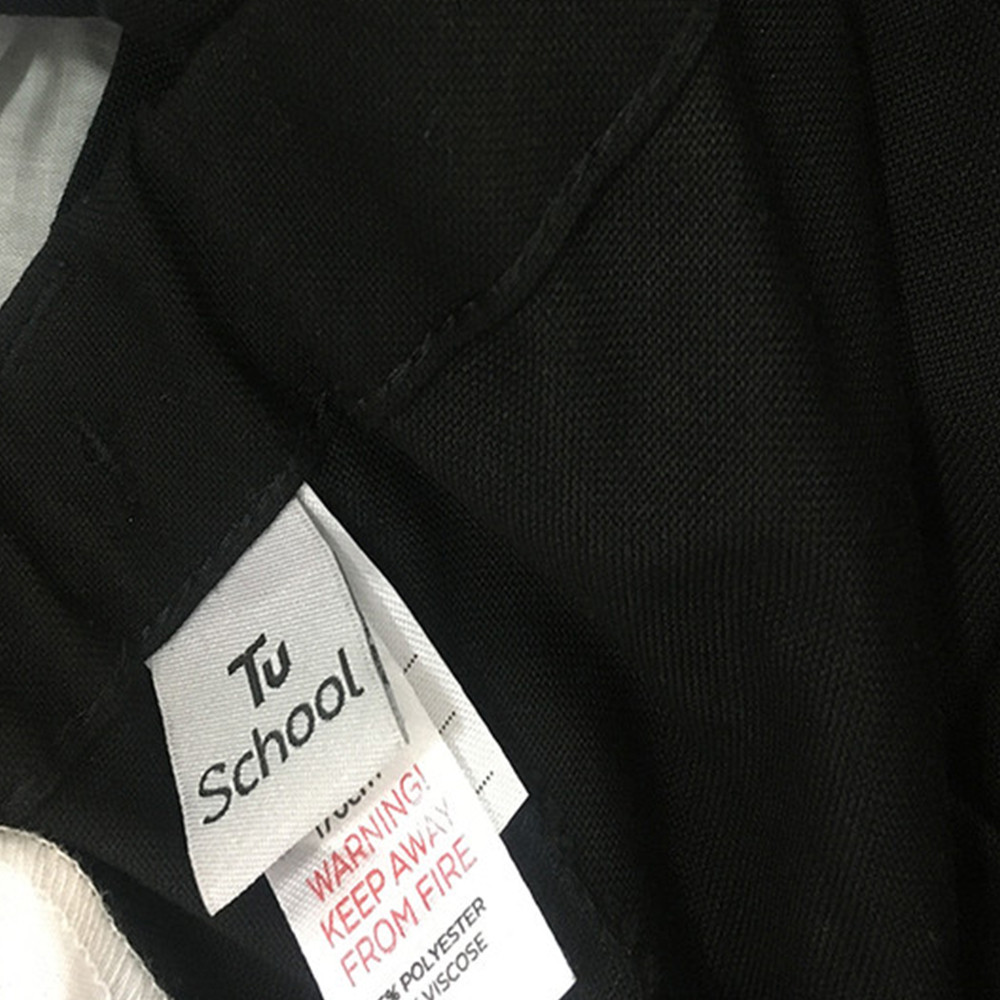 Tu
School
WARNING!
KEEP AWAY
FROM FIRE
% POLYESTER
VISCOSE